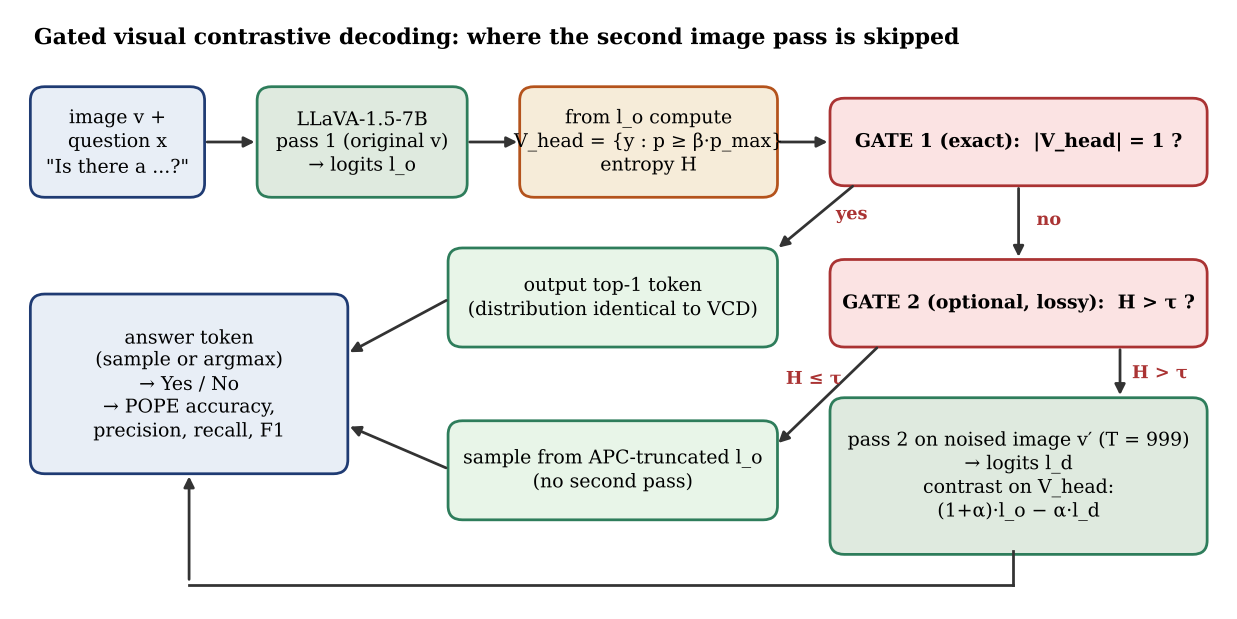 Gated visual contrastive decoding: where the second image pass is skipped
image v +
question x
"Is there a ...?"
LLaVA-1.5-7B
pass 1 (original v)
→ logits l_o
from l_o compute
V_head = {y : p ≥ β·p_max}
entropy H
GATE 1 (exact):  |V_head| = 1 ?
yes
no
output top-1 token
(distribution identical to VCD)
GATE 2 (optional, lossy):  H > τ ?
answer token
(sample or argmax)
→ Yes / No
→ POPE accuracy,
precision, recall, F1
H ≤ τ
H > τ
sample from APC-truncated l_o
(no second pass)
pass 2 on noised image v′ (T = 999)
→ logits l_d
contrast on V_head:
(1+α)·l_o − α·l_d